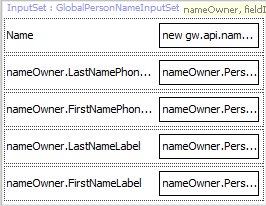 InputSet : GlobalPersonNameInputSet nameOwner, fieldI
Name new gw.api.nam...
nameOwner.LastNamePhon... nameOwner.Pers...
nameOwner.FirstNamePhon... nameOwner.Pers...
nameOwner.LastNameLabel nameOwner.Pers...
nameOwner.FirstNameLabel nameOwner.Pers...